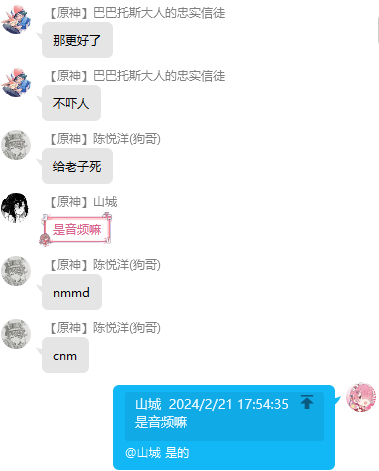 【原神】巴巴托斯大人的忠实信徒
那更好了
【原神】巴巴托斯大人的忠实信徒
不吓人
【原神】陈悦洋(狗哥)
给老子死
【原神】山城
是音频嘛
【原神】陈悦洋(狗哥)
nmmd
【原神】陈悦洋(狗哥)
cnm
山城 2024/2/21 17:54:35
是音频嘛
@山城 是的